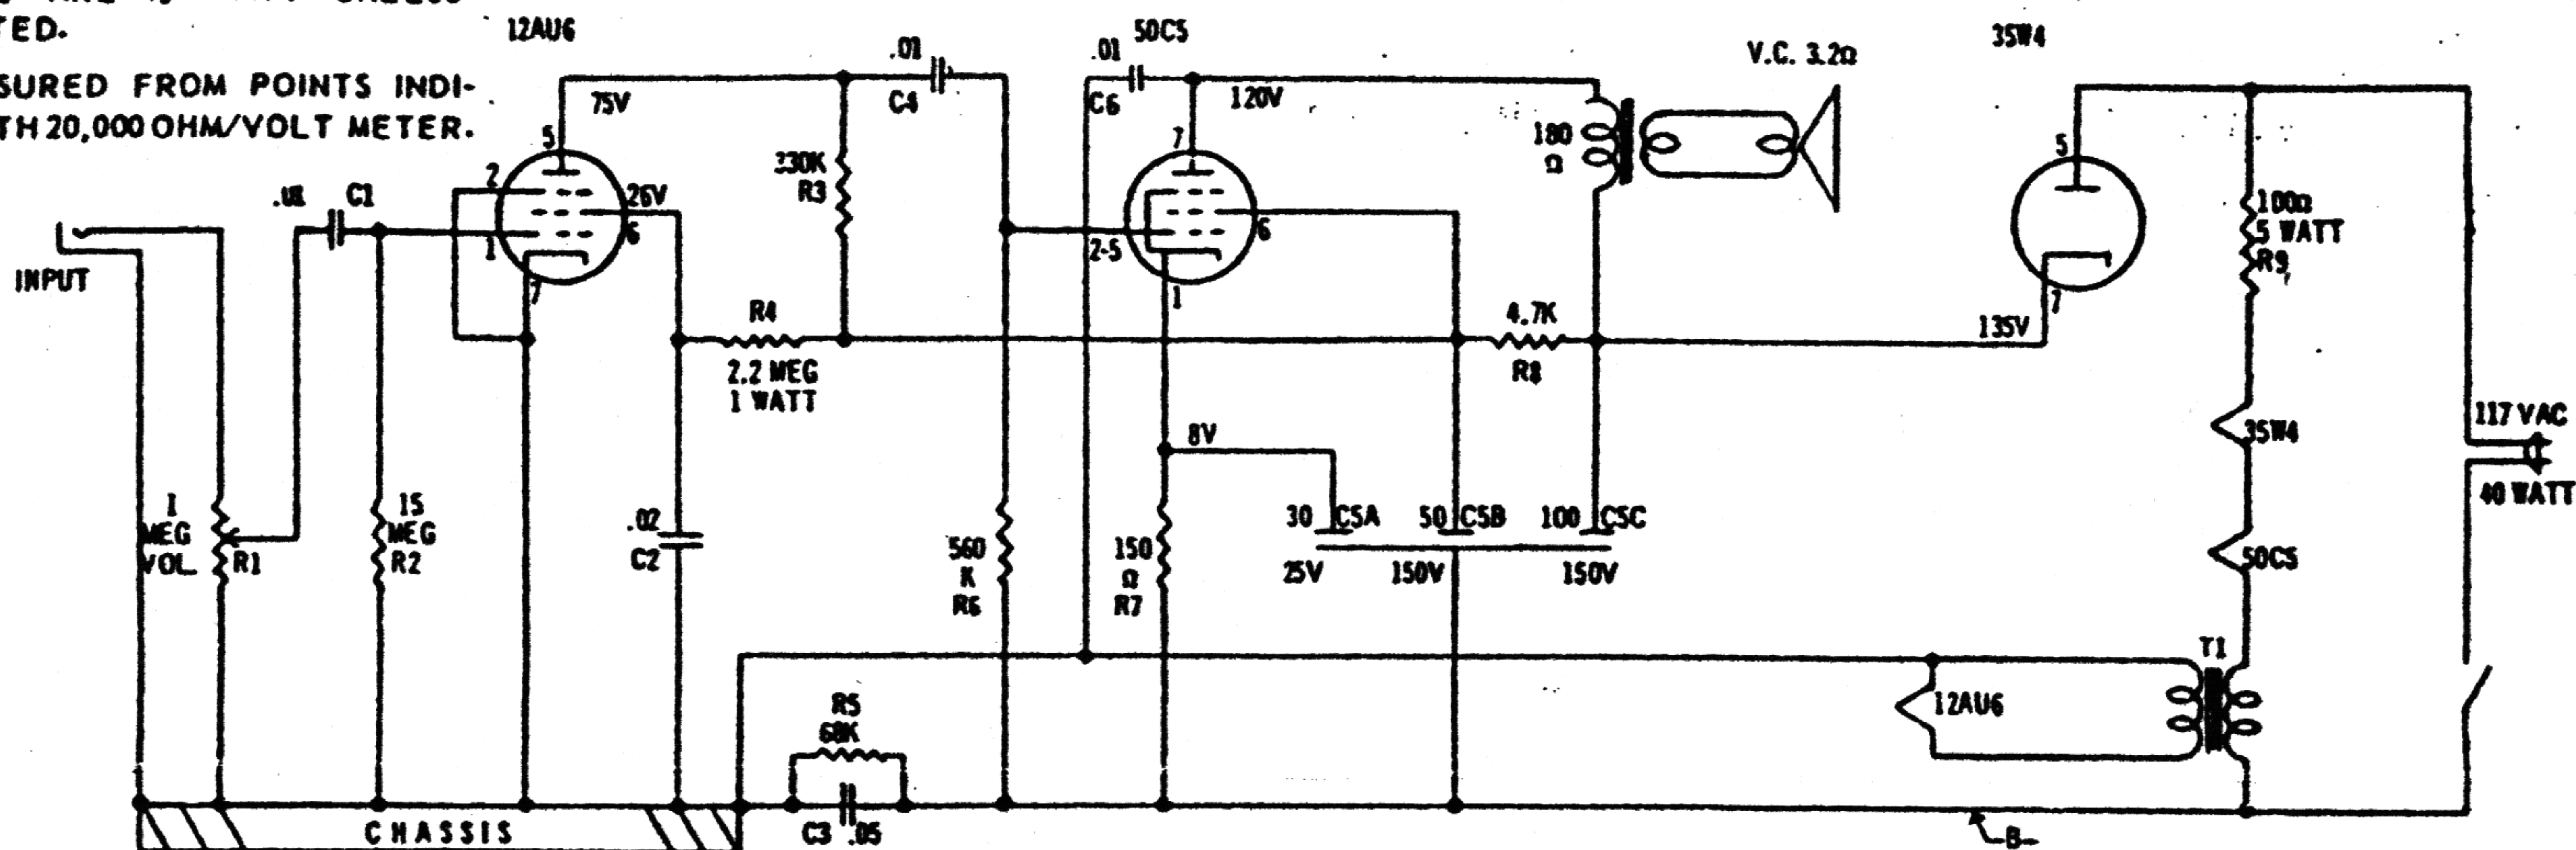 TED.
SURED FROM POINTS INDI-
TH 20,000 OHM/VOLT METER.
12AU6
50C5
35W4
V.C. 3.2Ω
.01
C4
.01
C6
75V
120V
5
7
5
180
Ω
330K
R3
2
26V
6
1
7
C1
INPUT
2-5
6
1
100Ω
5 WATT
R9
7
135V
R4
2.2 MEG
1 WATT
4.7K
R8
8V
35W4
117 VAC
40 WATT
1
MEG
VOL.
R1
15
MEG
R2
.02
C2
560
K
R6
150
Ω
R7
30 C5A
25V
50 C5B
150V
100 C5C
150V
50C5
T1
12AU6
R5
68K
C3 .05
CHASSIS
B-